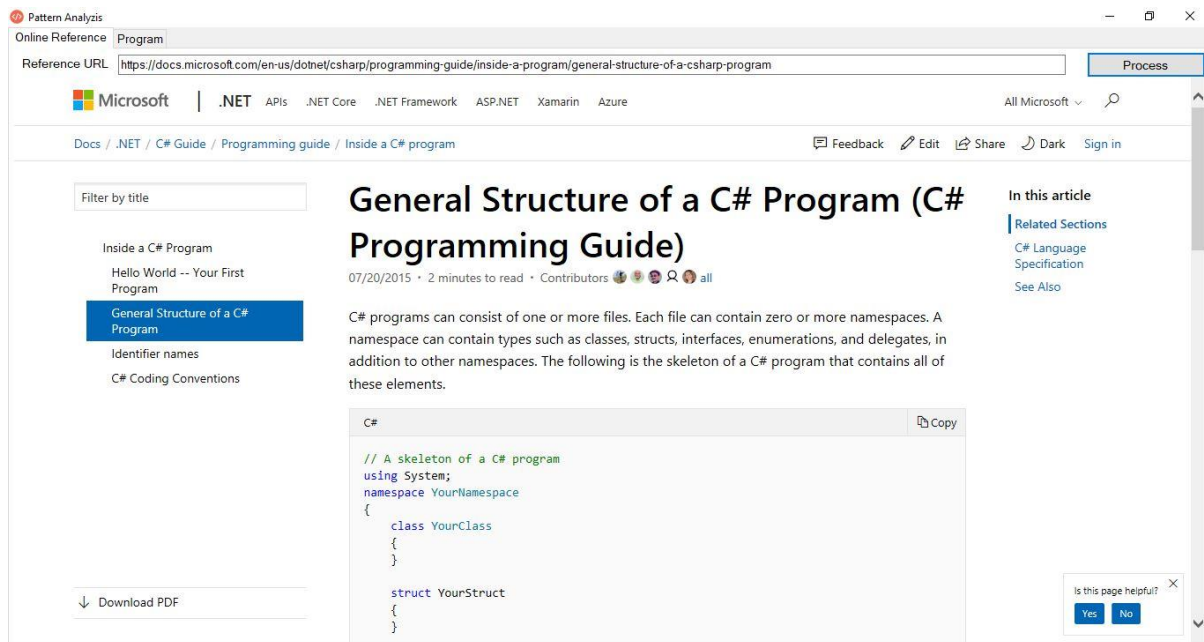 Pattern Analyzis
Online Reference Program
Reference URL https://docs.microsoft.com/en-us/dotnet/csharp/programming-guide/inside-a-program/general-structure-of-a-csharp-program Process
Microsoft | .NET APIs .NET Core .NET Framework ASP.NET Xamarin Azure All Microsoft
Docs / .NET / C# Guide / Programming guide / Inside a C# program Feedback Edit Share Dark Sign in
Filter by title
Inside a C# Program
Hello World -- Your First
Program
General Structure of a C#
Program
Identifier names
C# Coding Conventions
Download PDF
General Structure of a C# Program (C#
Programming Guide)
07/20/2015 • 2 minutes to read • Contributors all
C# programs can consist of one or more files. Each file can contain zero or more namespaces. A
namespace can contain types such as classes, structs, interfaces, enumerations, and delegates, in
addition to other namespaces. The following is the skeleton of a C# program that contains all of
these elements.
C# Copy
// A skeleton of a C# program
using System;
namespace YourNamespace
{
    class YourClass
    {
    }

    struct YourStruct
    {
    }
In this article
Related Sections
C# Language
Specification
See Also
Is this page helpful?
Yes No